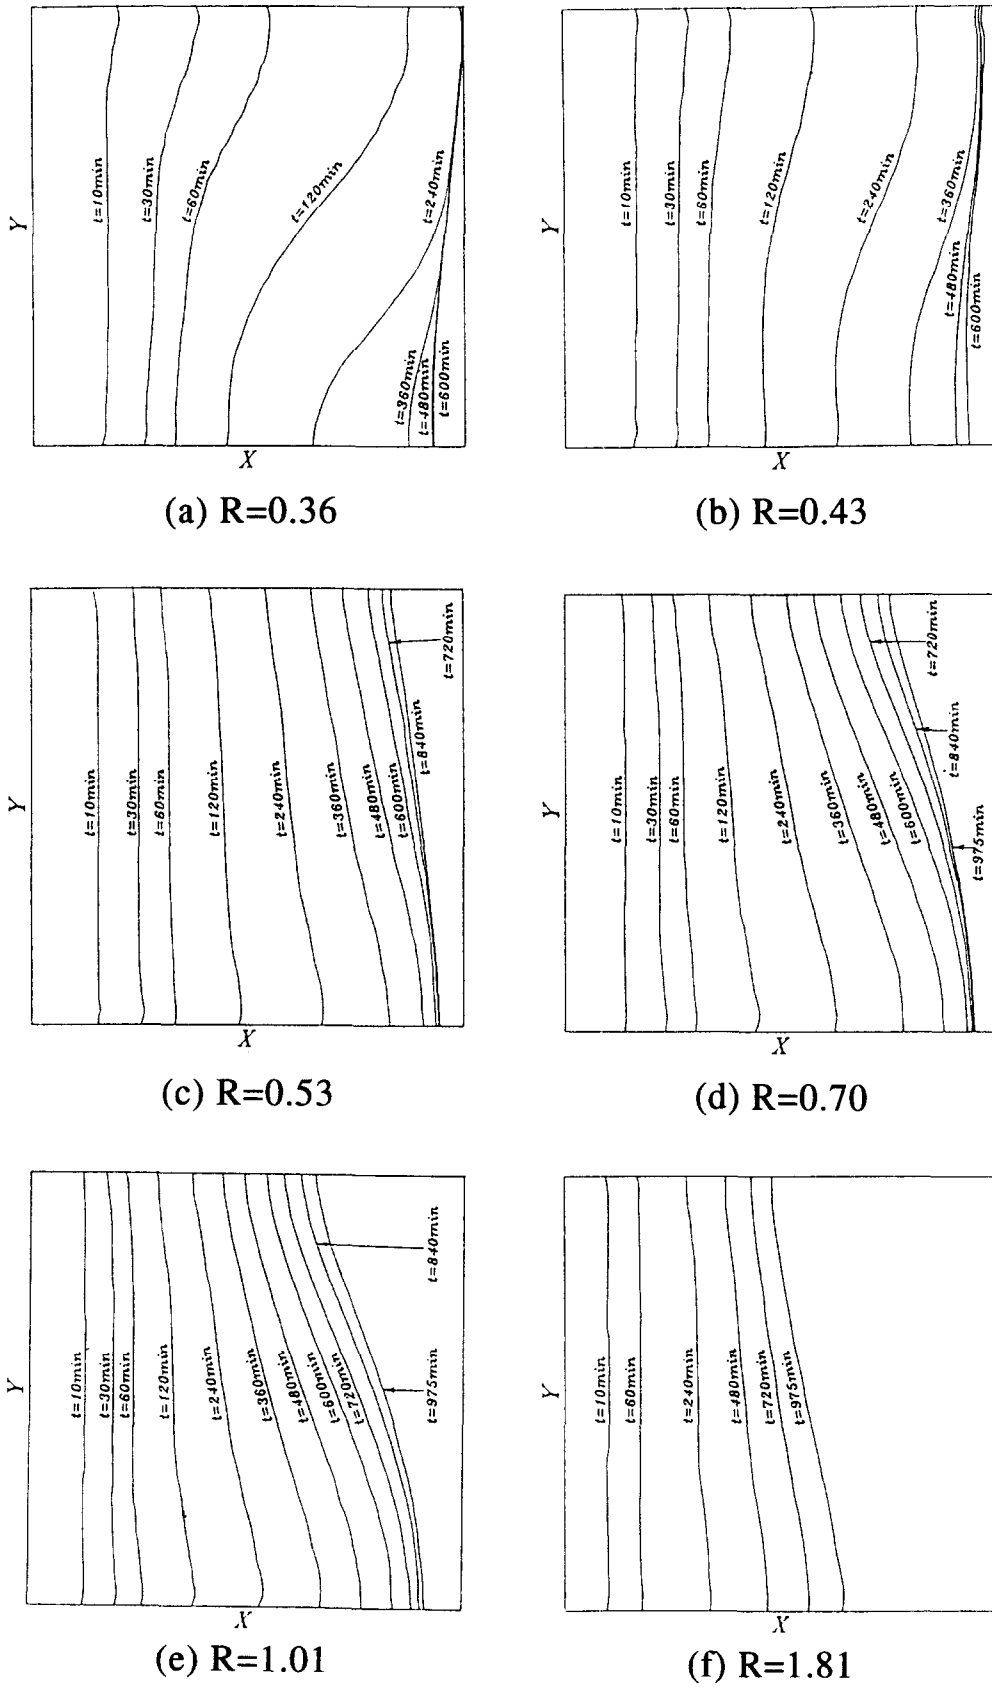 Y
t=10min
t=30min
t=60min
t=120min
t=240min
t=360min
t=480min
t=600min
X
(a) R=0.36
Y
t=10min
t=30min
t=60min
t=120min
t=240min
t=360min
t=480min
t=600min
X
(b) R=0.43
Y
t=10min
t=30min
t=60min
t=120min
t=240min
t=360min
t=480min
t=600min
t=840min
t=720min
X
(c) R=0.53
Y
t=10min
t=30min
t=60min
t=120min
t=240min
t=360min
t=480min
t=600min
t=720min
t=840min
t=975min
X
(d) R=0.70
Y
t=10min
t=30min
t=60min
t=120min
t=240min
t=360min
t=480min
t=600min
t=720min
t=840min
t=975min
X
(e) R=1.01
Y
t=10min
t=60min
t=240min
t=480min
t=720min
t=975min
X
(f) R=1.81